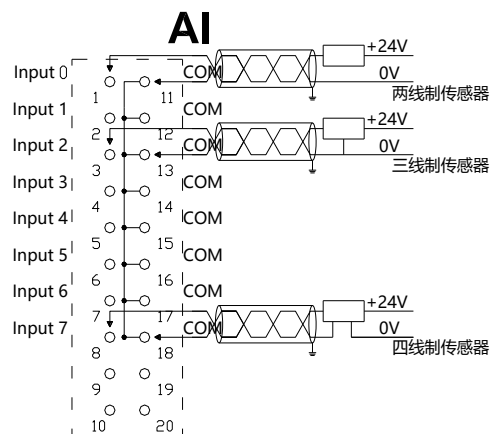 AI
+24V
Input 0 COM 0V
1 11 两线制传感器
Input 1 COM
2 12 +24V
Input 2 COM 0V
3 13 三线制传感器
Input 3 COM
4 14
Input 4 COM
5 15
Input 5 COM
6 16
Input 6 COM
7 17 +24V
Input 7 COM 0V
8 18 四线制传感器
9 19
10 20